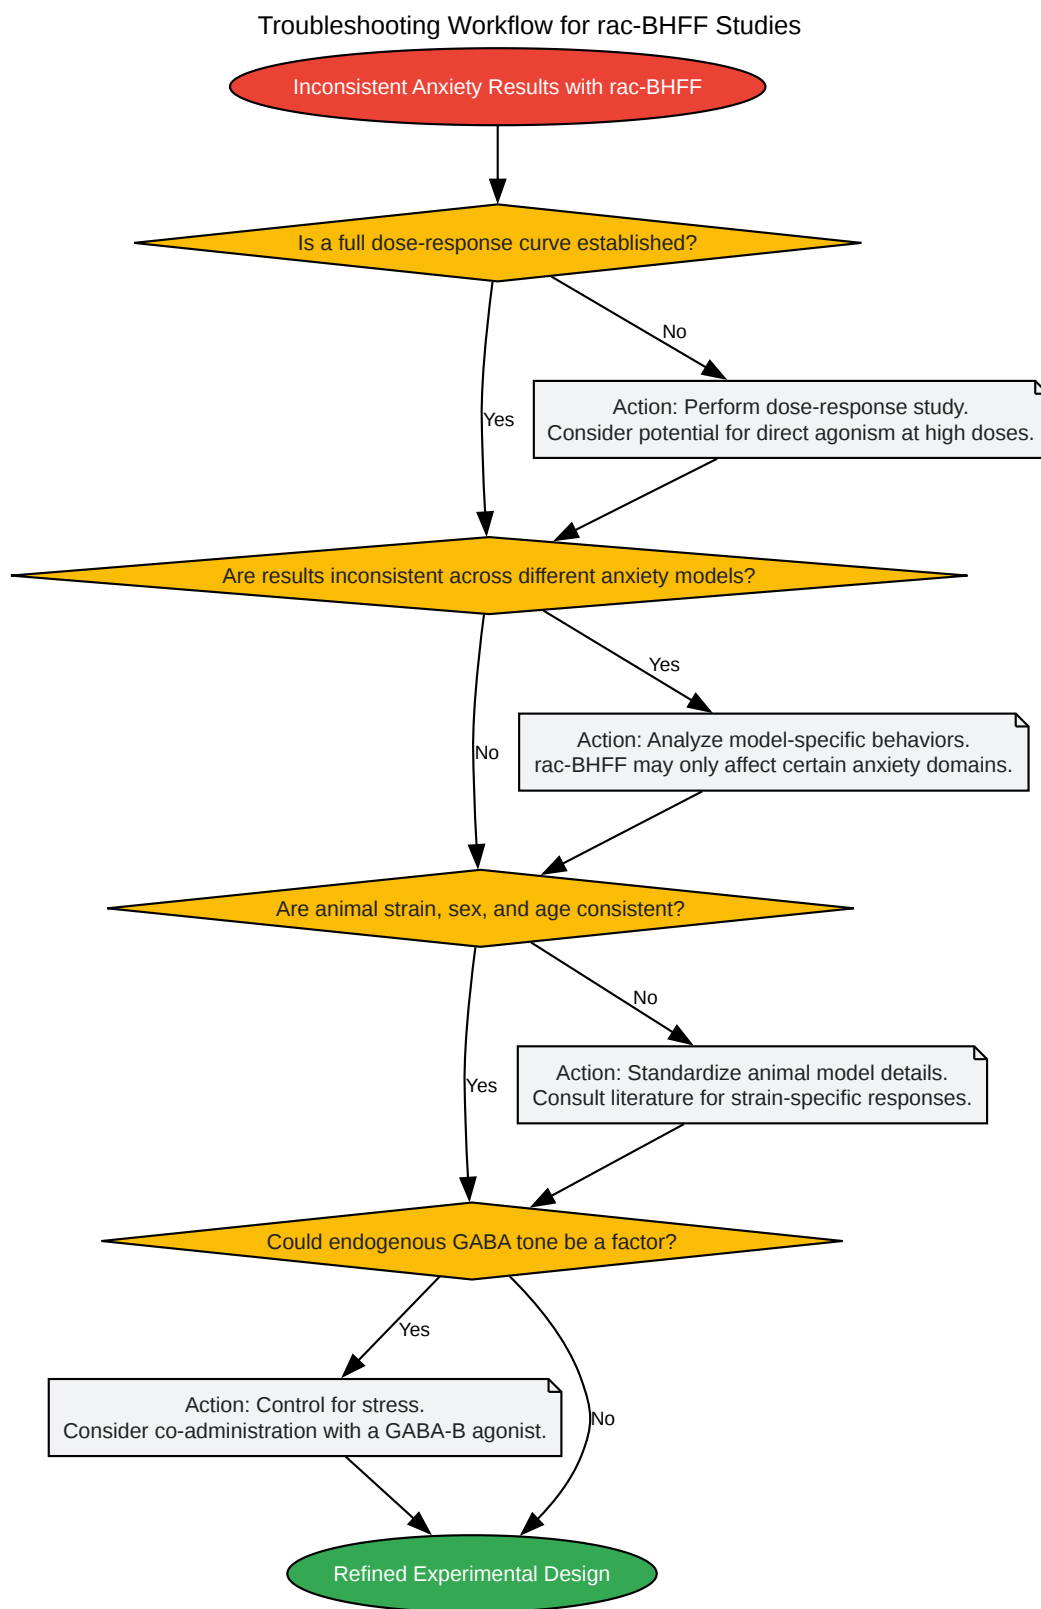 Troubleshooting Workflow for rac-BHFF Studies
Inconsistent Anxiety Results with rac-BHFF
Is a full dose-response curve established?
No
Yes
Action: Perform dose-response study.
Consider potential for direct agonism at high doses.
Are results inconsistent across different anxiety models?
Yes
No
Action: Analyze model-specific behaviors.
rac-BHFF may only affect certain anxiety domains.
Are animal strain, sex, and age consistent?
No
Yes
Action: Standardize animal model details.
Consult literature for strain-specific responses.
Could endogenous GABA tone be a factor?
Yes
No
Action: Control for stress.
Consider co-administration with a GABA-B agonist.
Refined Experimental Design